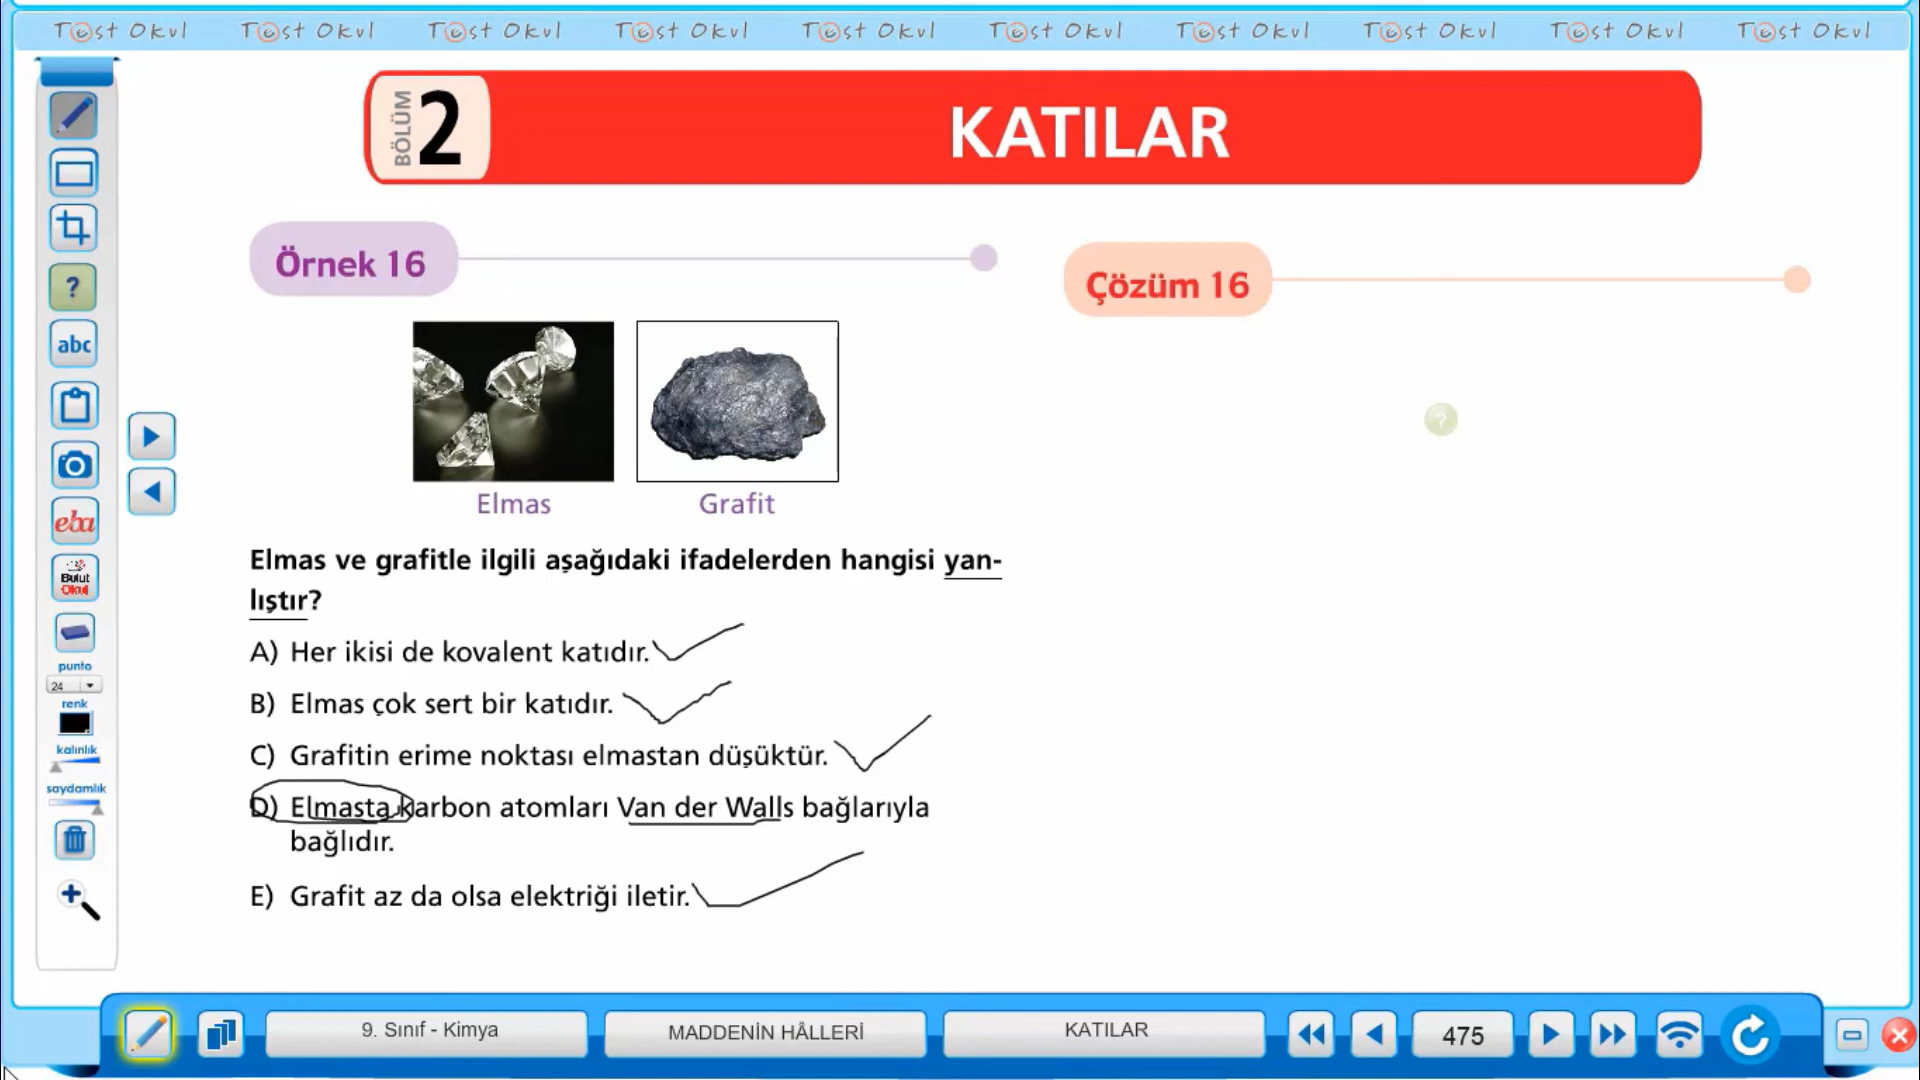 Test Okul Test Okul Test Okul Test Okul Test Okul Test Okul Test Okul Test Okul Test Okul Test Okul
BÖLÜM 2
KATILAR
Örnek 16
Elmas
Grafit
Elmas ve grafitle ilgili aşağıdaki ifadelerden hangisi yan-
lıştır?
A) Her ikisi de kovalent katıdır.
B) Elmas çok sert bir katıdır.
C) Grafitin erime noktası elmastan düşüktür.
D) Elmasta karbon atomları Van der Walls bağlarıyla
bağlıdır.
E) Grafit az da olsa elektriği iletir.
Çözüm 16
?
?
abc
eba
Bulut
Okul
punto
24
renk
kalınlık
saydamlık
9. Sınıf - Kimya
MADDENİN HÂLLERİ
KATILAR
475